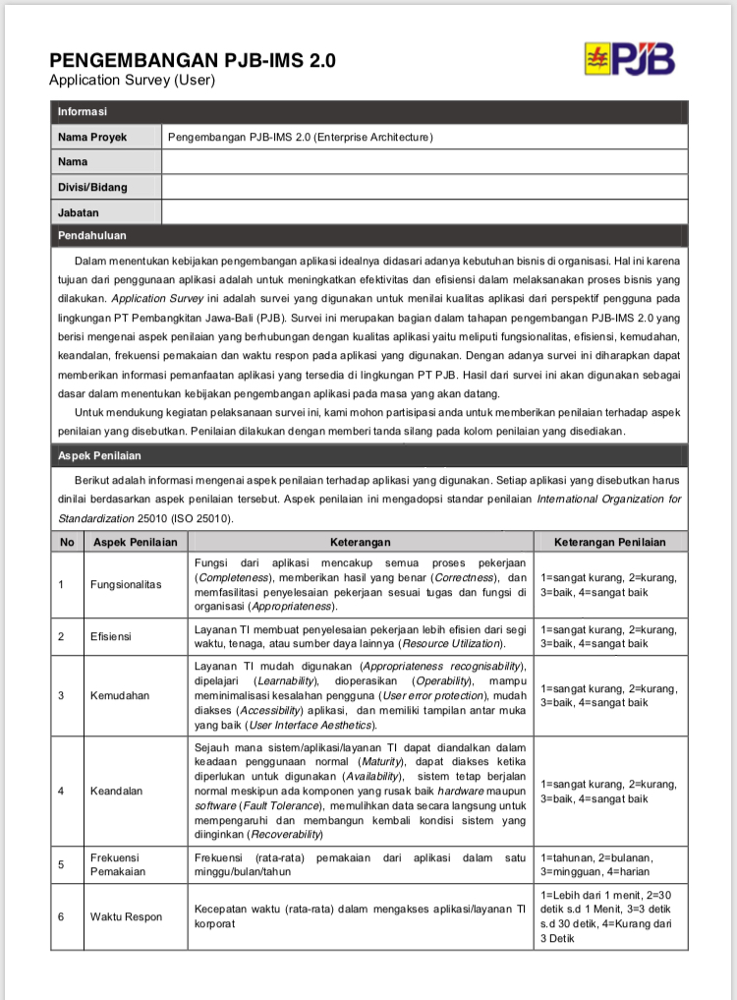 PENGEMBANGAN PJB-IMS 2.0
Application Survey (User)
PJB
Informasi
Nama Proyek Pengembangan PJB-IMS 2.0 (Enterprise Architecture)
Nama
Divisi/Bidang
Jabatan
Pendahuluan
Dalam menentukan kebijakan pengembangan aplikasi idealnya didasari adanya kebutuhan bisnis di organisasi. Hal ini karena
tujuan dari penggunaan aplikasi adalah untuk meningkatkan efektivitas dan efisiensi dalam melaksanakan proses bisnis yang
dilakukan. Application Survey ini adalah survei yang digunakan untuk menilai kualitas aplikasi dari perspektif pengguna pada
lingkungan PT Pembangkitan Jawa-Bali (PJB). Survei ini merupakan bagian dalam tahapan pengembangan PJB-IMS 2.0 yang
berisi mengenai aspek penilaian yang berhubungan dengan kualitas aplikasi yaitu meliputi fungsionalitas, efisiensi, kemudahan,
keandalan, frekuensi pemakaian dan waktu respon pada aplikasi yang digunakan. Dengan adanya survei ini diharapkan dapat
memberikan informasi pemanfaatan aplikasi yang tersedia di lingkungan PT PJB. Hasil dari survei ini akan digunakan sebagai
dasar dalam menentukan kebijakan pengembangan aplikasi pada masa yang akan datang.
Untuk mendukung kegiatan pelaksanaan survei ini, kami mohon partisipasi anda untuk memberikan penilaian terhadap aspek
penilaian yang disebutkan. Penilaian dilakukan dengan memberi tanda silang pada kolom penilaian yang disediakan.
Aspek Penilaian
Berikut adalah informasi mengenai aspek penilaian terhadap aplikasi yang digunakan. Setiap aplikasi yang disebutkan harus
dinilai berdasarkan aspek penilaian tersebut. Aspek penilaian ini mengadopsi standar penilaian International Organization for
Standardization 25010 (ISO 25010).
No Aspek Penilaian Keterangan Keterangan Penilaian
1 Fungsionalitas
Fungsi dari aplikasi mencakup semua proses pekerjaan
(Completeness), memberikan hasil yang benar (Correctness), dan
memfasilitasi penyelesaian pekerjaan sesuai tugas dan fungsi di
organisasi (Appropriateness).
1=sangat kurang, 2=kurang,
3=baik, 4=sangat baik
2 Efisiensi
Layanan TI membuat penyelesaian pekerjaan lebih efisien dari segi
waktu, tenaga, atau sumber daya lainnya (Resource Utilization).
1=sangat kurang, 2=kurang,
3=baik, 4=sangat baik
3 Kemudahan
Layanan TI mudah digunakan (Appropriateness recognisability),
dipelajari (Learnability), dioperasikan (Operability), mampu
meminimalisasi kesalahan pengguna (User error protection), mudah
diakses (Accessibility) aplikasi, dan memiliki tampilan antar muka
yang baik (User Interface Aesthetics).
1=sangat kurang, 2=kurang,
3=baik, 4=sangat baik
4 Keandalan
Sejauh mana sistem/aplikasi/layanan TI dapat diandalkan dalam
keadaan penggunaan normal (Maturity), dapat diakses ketika
diperlukan untuk digunakan (Availability), sistem tetap berjalan
normal meskipun ada komponen yang rusak baik hardware maupun
software (Fault Tolerance), memulihkan data secara langsung untuk
mempengaruhi dan membangun kembali kondisi sistem yang
diinginkan (Recoverability)
1=sangat kurang, 2=kurang,
3=baik, 4=sangat baik
5 Frekuensi
Pemakaian
Frekuensi (rata-rata) pemakaian dari aplikasi dalam satu
minggu/bulan/tahun
1=tahunan, 2=bulanan,
3=mingguan, 4=harian
6 Waktu Respon
Kecepatan waktu (rata-rata) dalam mengakses aplikasi/layanan TI
korporat
1=Lebih dari 1 menit, 2=30
detik s.d 1 Menit, 3=3 detik
s.d 30 detik, 4=Kurang dari
3 Detik